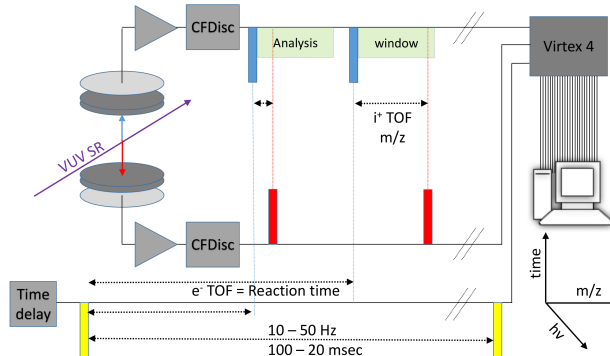 CFDisc
Analysis
window
Virtex 4
VUV SR
i⁺ TOF
m/z
CFDisc
time
m/z
hv
Time
delay
e⁻ TOF = Reaction time
10 – 50 Hz
100 – 20 msec